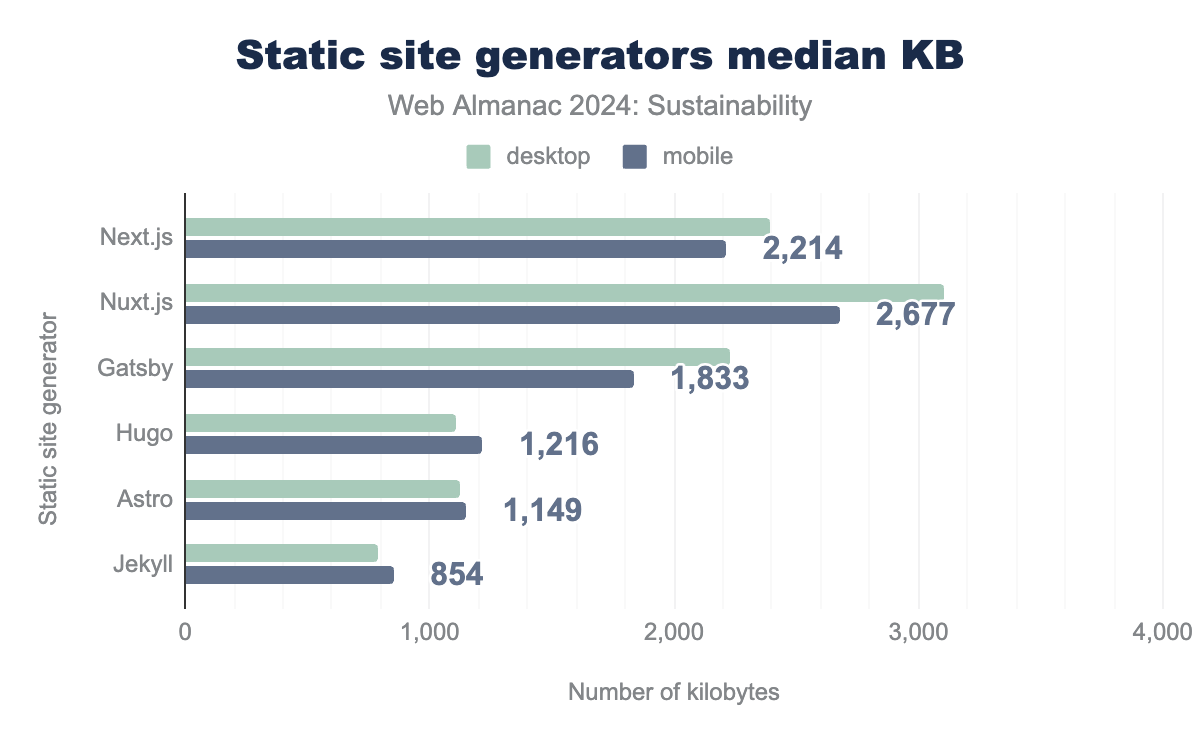 Static site generators median KB
Web Almanac 2024: Sustainability
desktop mobile
Static site generator
Next.js 2,214
Nuxt.js 2,677
Gatsby 1,833
Hugo 1,216
Astro 1,149
Jekyll 854
0 1,000 2,000 3,000 4,000
Number of kilobytes